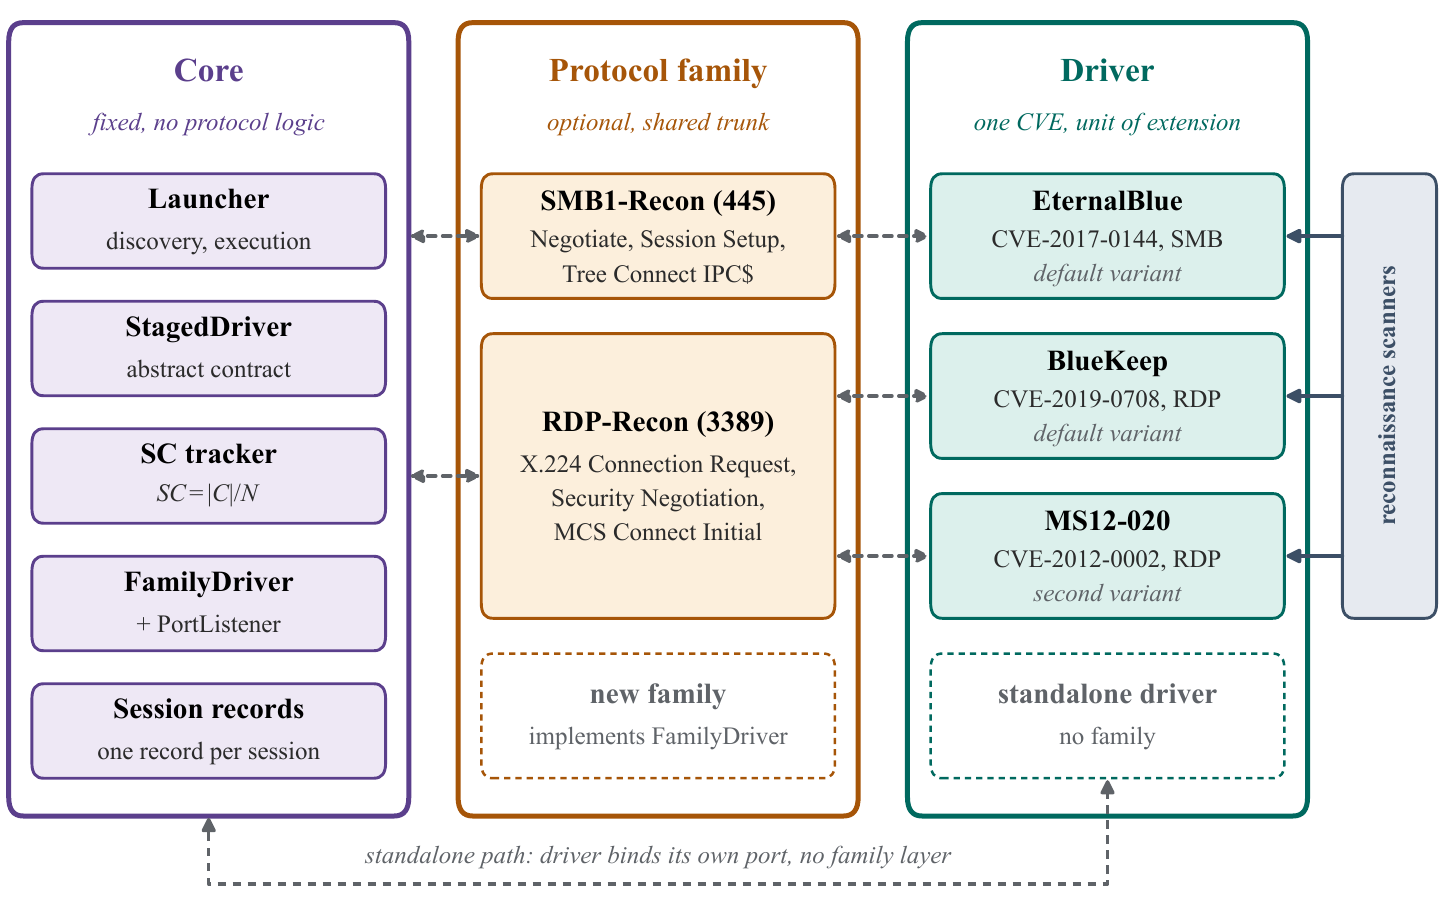 Core
fixed, no protocol logic
Launcher
discovery, execution
StagedDriver
abstract contract
SC tracker
SC = |C|/N
FamilyDriver
+ PortListener
Session records
one record per session
Protocol family
optional, shared trunk
SMB1-Recon (445)
Negotiate, Session Setup,
Tree Connect IPC$
RDP-Recon (3389)
X.224 Connection Request,
Security Negotiation,
MCS Connect Initial
new family
implements FamilyDriver
Driver
one CVE, unit of extension
EternalBlue
CVE-2017-0144, SMB
default variant
BlueKeep
CVE-2019-0708, RDP
default variant
MS12-020
CVE-2012-0002, RDP
second variant
standalone driver
no family
reconnaissance scanners
standalone path: driver binds its own port, no family layer